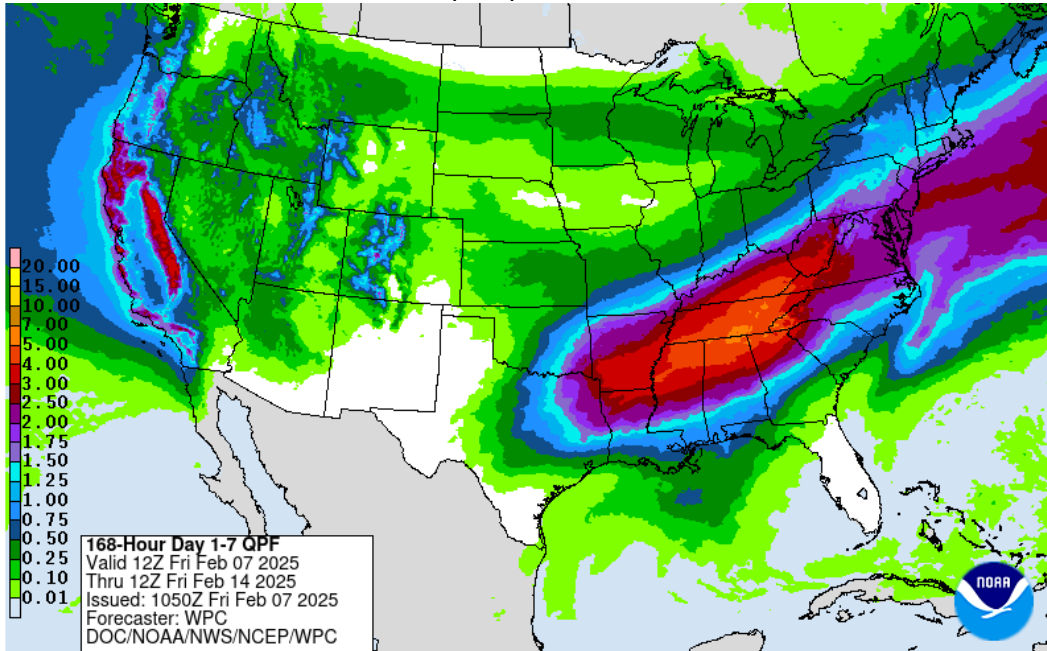 20.00
15.00
10.00
7.00
5.00
4.00
3.00
2.50
2.00
1.75
1.50
1.25
1.00
0.75
0.50
0.25
0.10
0.01
168-Hour Day 1-7 QPF
Valid 12Z Fri Feb 07 2025
Thru 12Z Fri Feb 14 2025
Issued: 1050Z Fri Feb 07 2025
Forecaster: WPC
DOC/NOAA/NWS/NCEP/WPC
NOAA